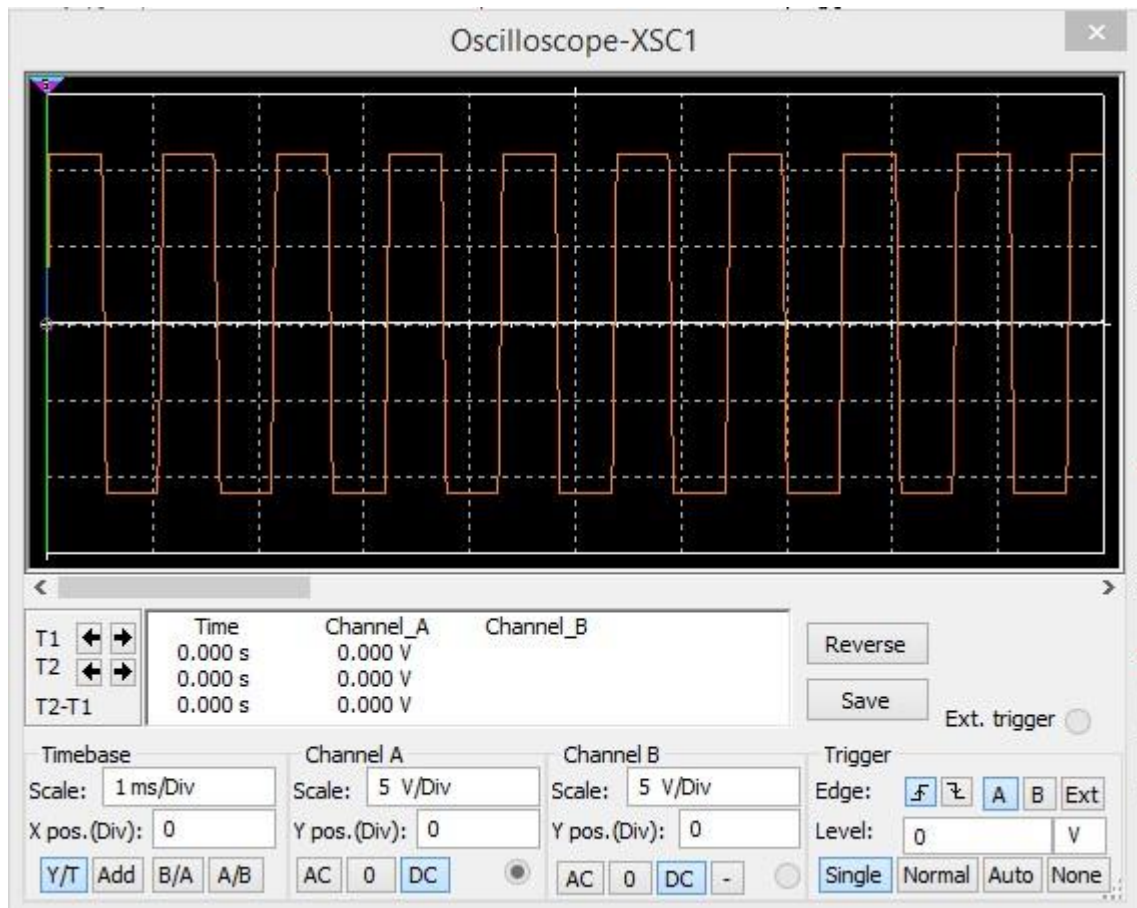 Oscilloscope-XSC1
T1
T2
T2-T1
Time Channel_A Channel_B
0.000 s 0.000 V
0.000 s 0.000 V
0.000 s 0.000 V
Reverse
Save
Ext. trigger
Timebase
Scale: 1 ms/Div
X pos.(Div): 0
Y/T Add B/A A/B
Channel A
Scale: 5 V/Div
Y pos.(Div): 0
AC 0 DC
Channel B
Scale: 5 V/Div
Y pos.(Div): 0
AC 0 DC -
Trigger
Edge: A B Ext
Level: 0 V
Single Normal Auto None